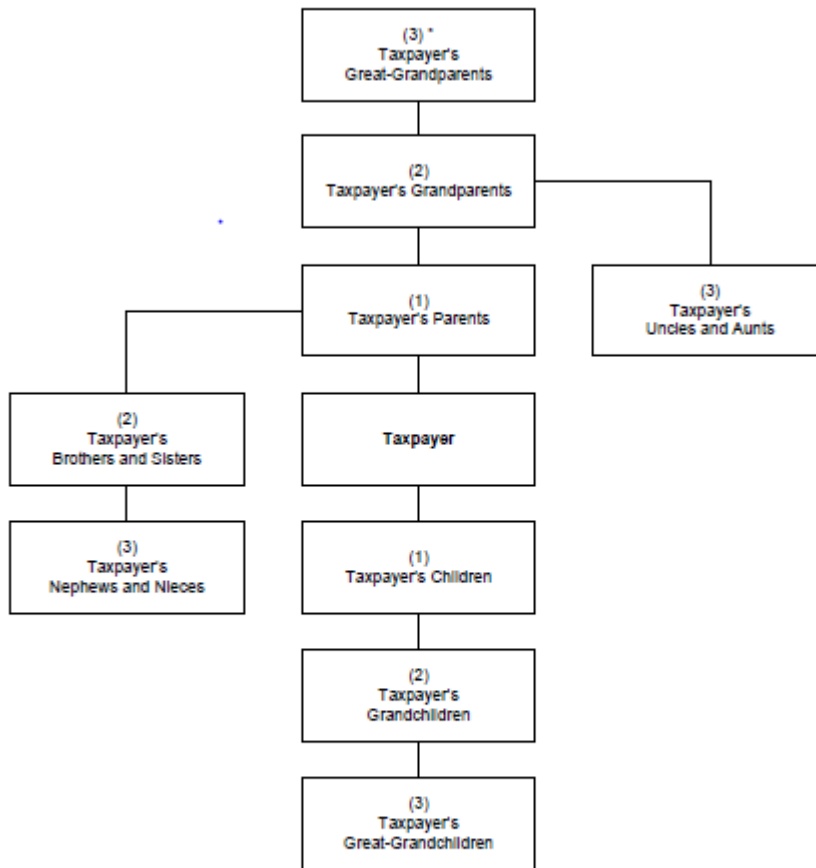 (3) *
Taxpayer's
Great-Grandparents
(2)
Taxpayer's Grandparents
(1)
Taxpayer's Parents
(3)
Taxpayer's
Uncles and Aunts
(2)
Taxpayer's
Brothers and Sisters
Taxpayer
(3)
Taxpayer's
Nephews and Nieces
(1)
Taxpayer's Children
(2)
Taxpayer's
Grandchildren
(3)
Taxpayer's
Great-Grandchildren